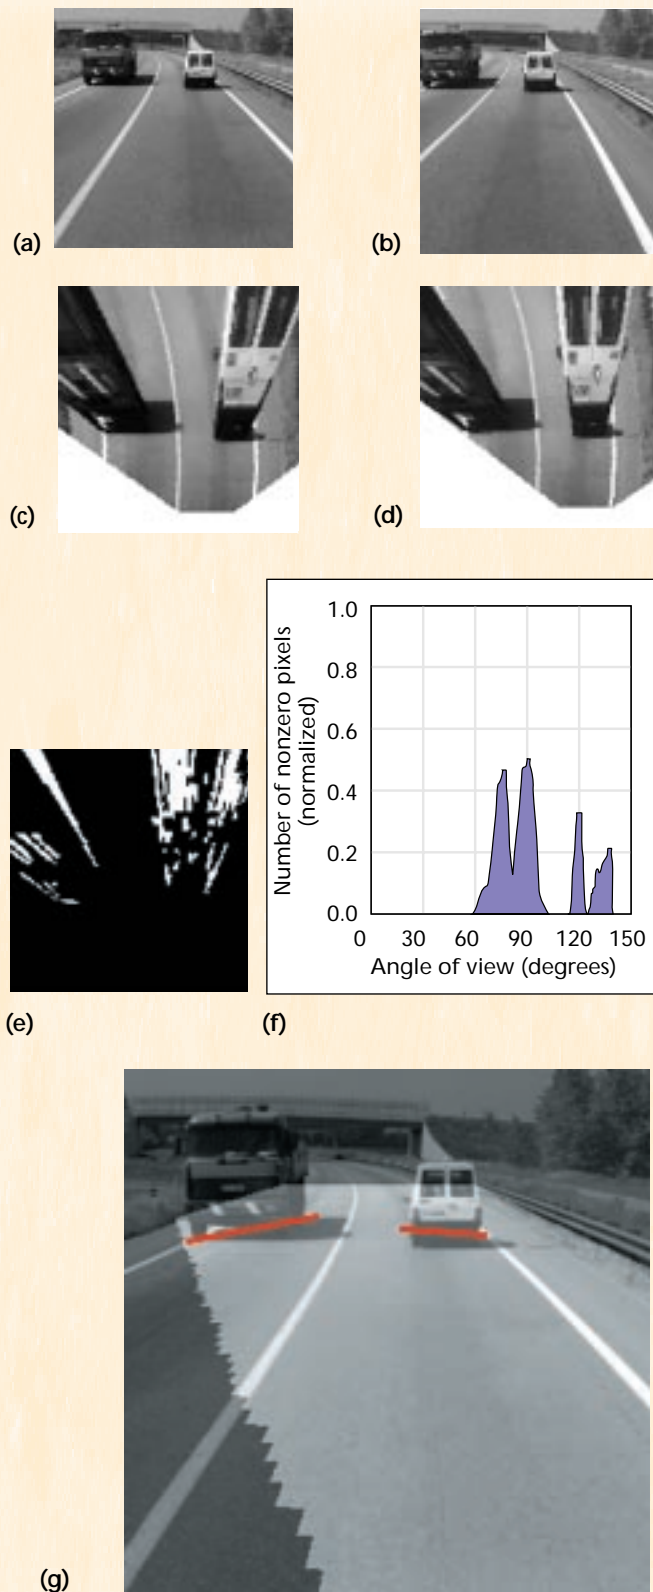 (a)
(b)
(c)
(d)
Number of nonzero pixels
(normalized)
1.0
0.8
0.6
0.4
0.2
0.0
0 30 60 90 120 150
Angle of view (degrees)
(e)
(f)
(g)